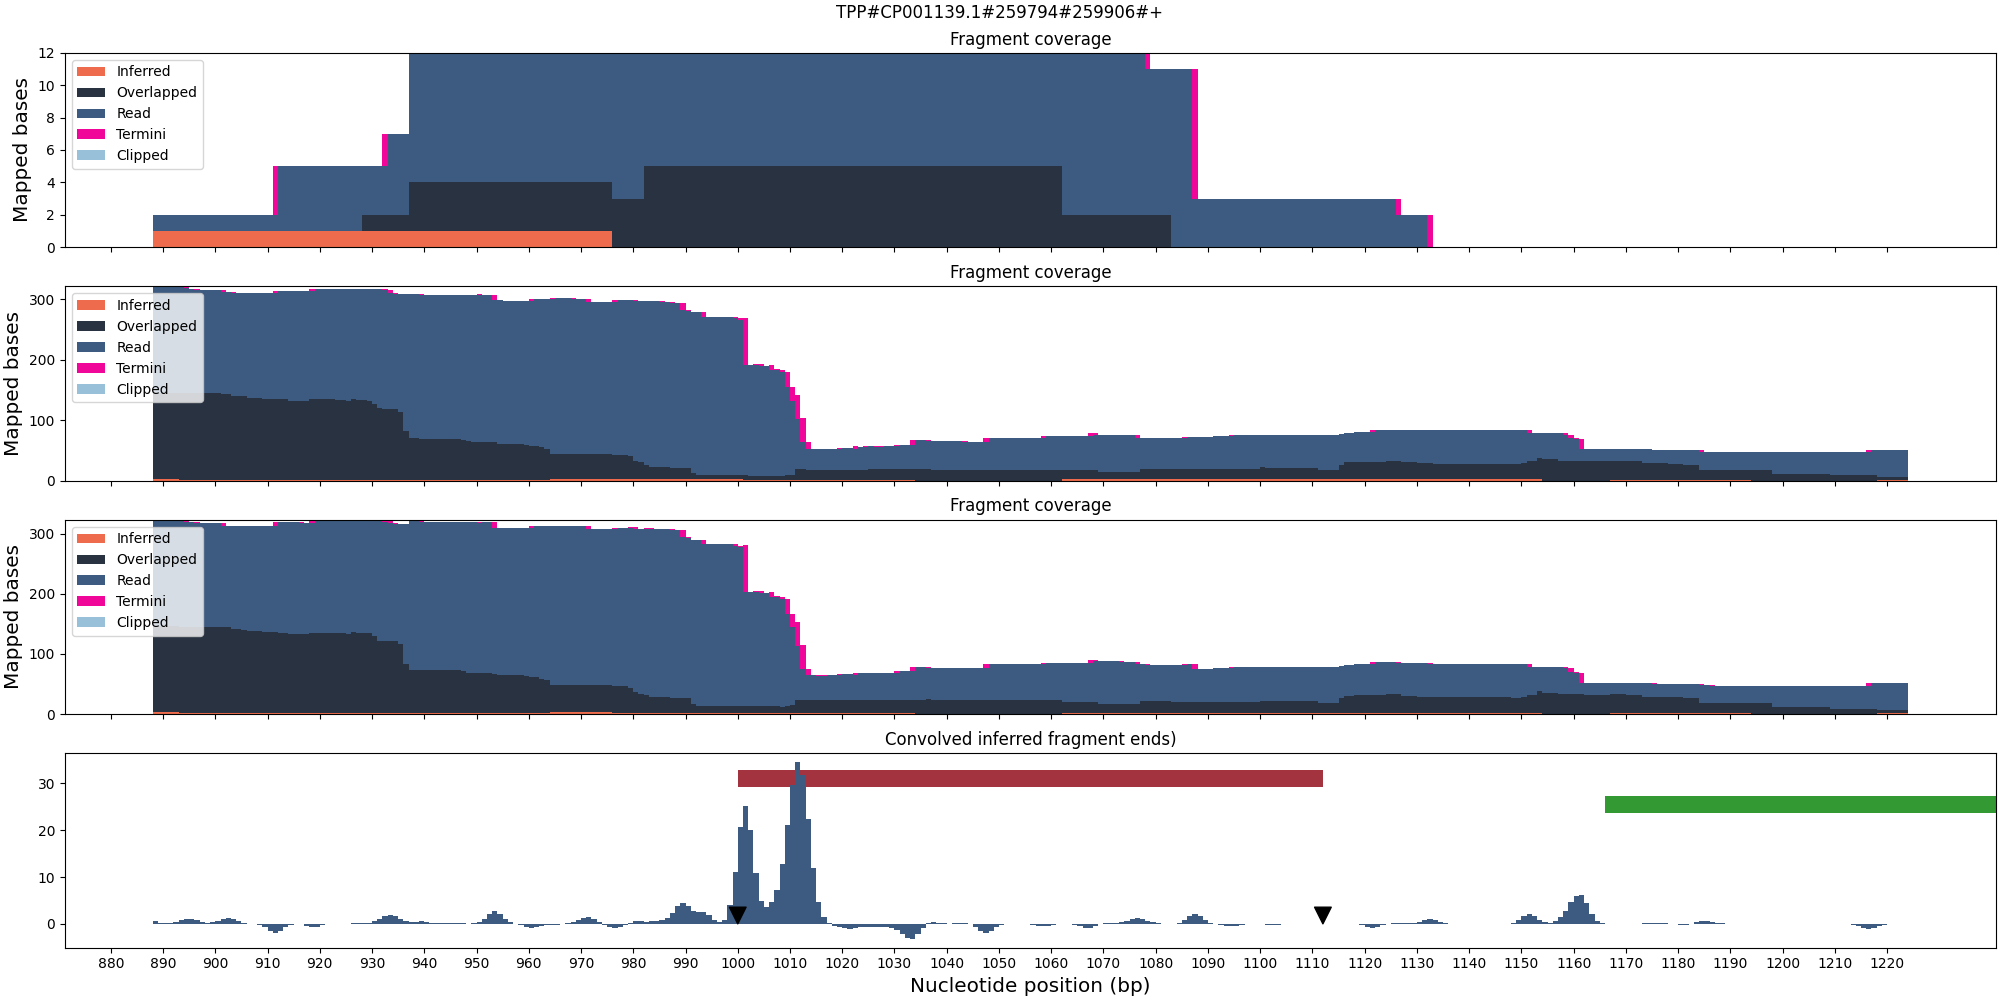 TPP#CP001139.1#259794#259906#+
Fragment coverage
Mapped bases
12
10
8
6
4
2
0
Inferred
Overlapped
Read
Termini
Clipped
Fragment coverage
Mapped bases
300
200
100
0
Inferred
Overlapped
Read
Termini
Clipped
Fragment coverage
Mapped bases
300
200
100
0
Inferred
Overlapped
Read
Termini
Clipped
Convolved inferred fragment ends)
30
20
10
0
880 890 900 910 920 930 940 950 960 970 980 990 1000 1010 1020 1030 1040 1050 1060 1070 1080 1090 1100 1110 1120 1130 1140 1150 1160 1170 1180 1190 1200 1210 1220
Nucleotide position (bp)